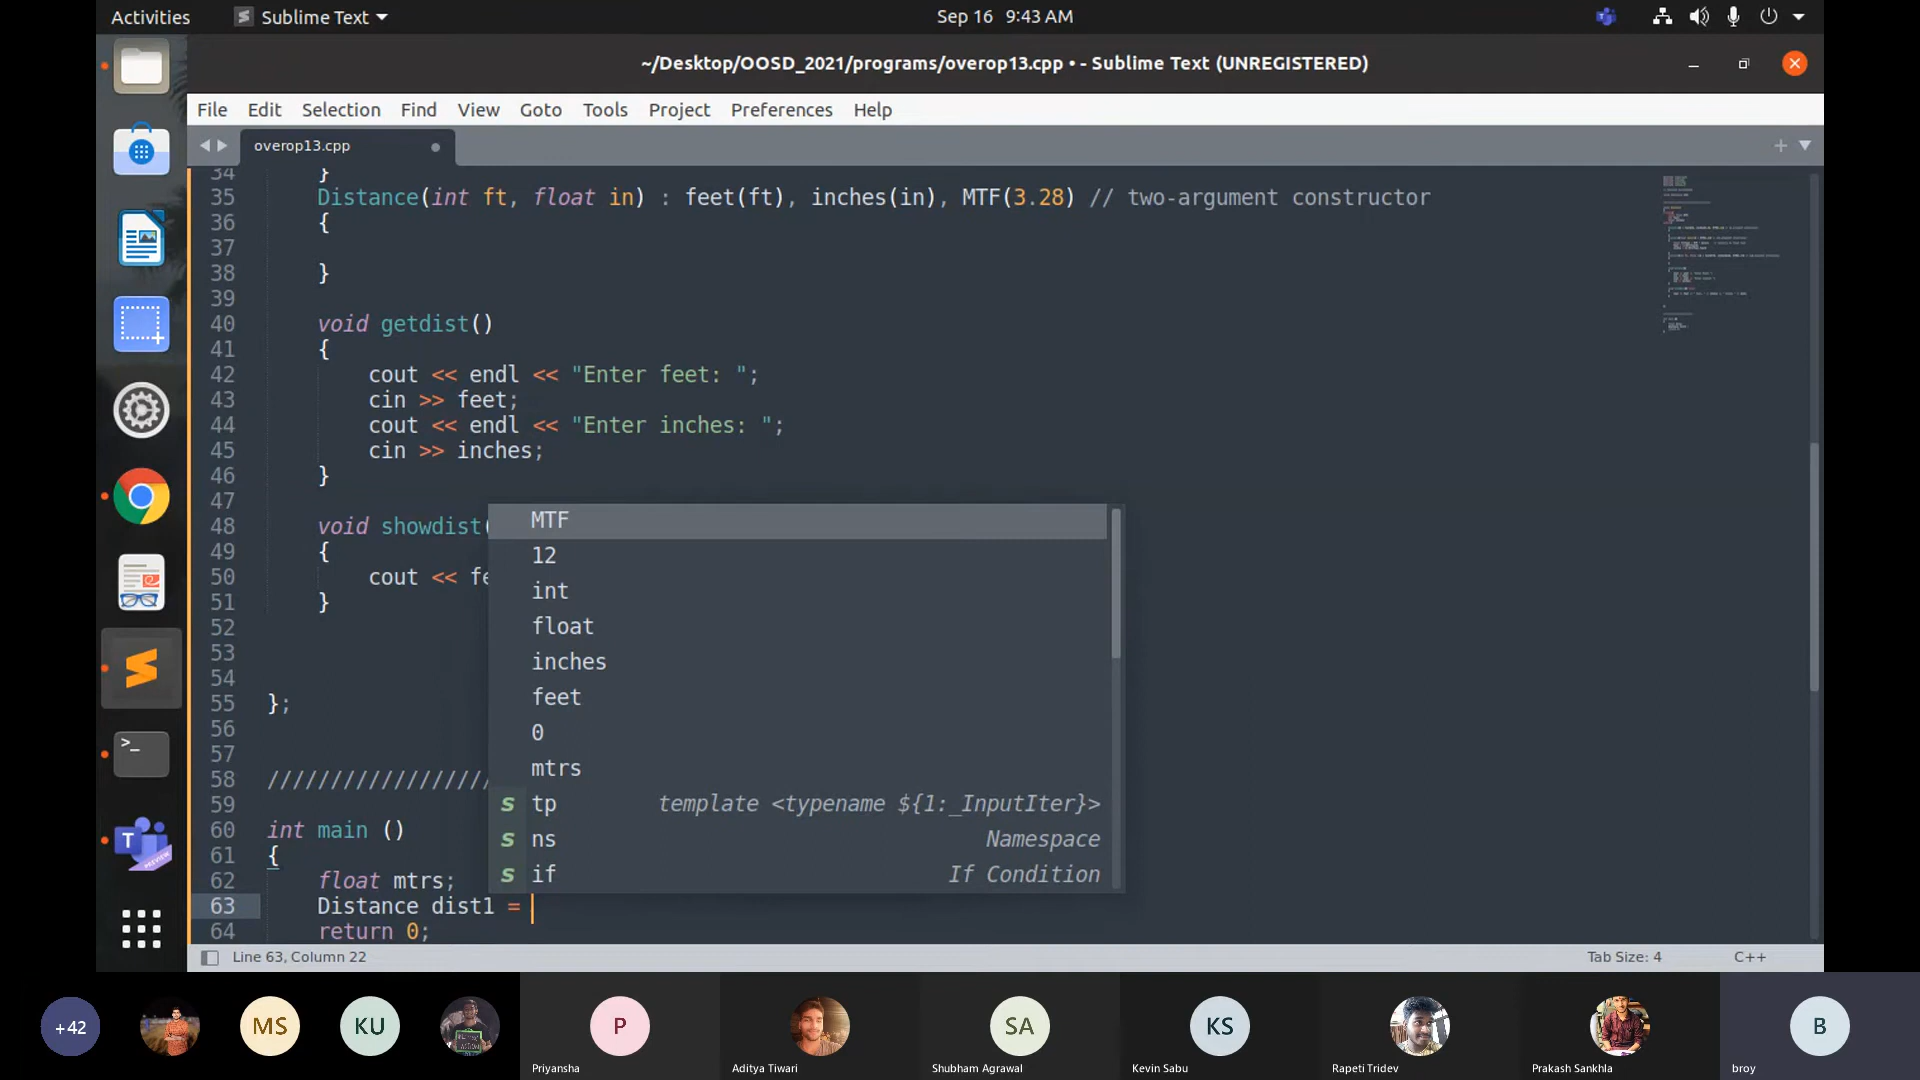 Activities Sublime Text Sep 16 9:43 AM
~/Desktop/OOSD_2021/programs/overop13.cpp • - Sublime Text (UNREGISTERED)
File Edit Selection Find View Goto Tools Project Preferences Help
overop13.cpp
34 }
35 Distance(int ft, float in) : feet(ft), inches(in), MTF(3.28) // two-argument constructor
36 {
37
38 }
39
40 void getdist()
41 {
42 cout << endl << "Enter feet: ";
43 cin >> feet;
44 cout << endl << "Enter inches: ";
45 cin >> inches;
46 }
47
48 void showdist(
49 {
50 cout << fe
51 }
52
53
54
55 };
56
57
58 //////////////////
59
60 int main ()
61 {
62 float mtrs;
63 Distance dist1 =
64 return 0;
MTF
12
int
float
inches
feet
0
mtrs
s tp template <typename ${1:_InputIter}>
s ns Namespace
s if If Condition
Line 63, Column 22 Tab Size: 4 C++
+42 MS KU P SA KS B
Priyansha Aditya Tiwari Shubham Agrawal Kevin Sabu Rapeti Tridev Prakash Sankhla broy